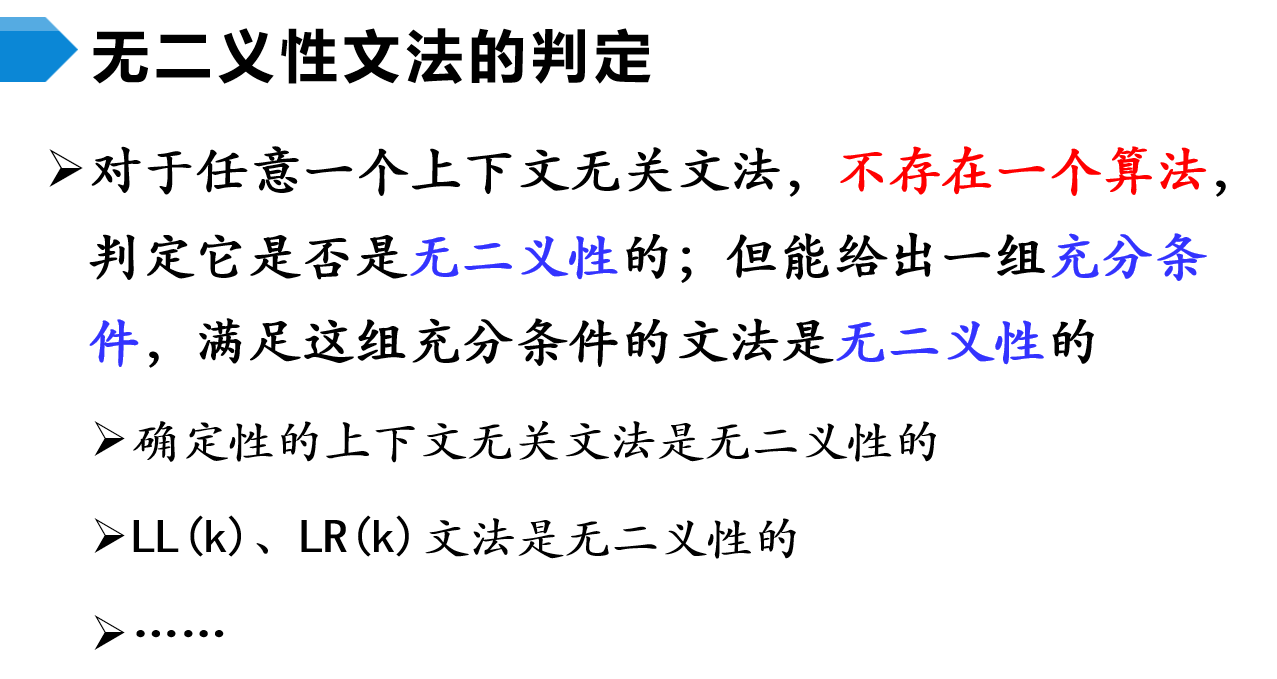 无二义性文法的判定
对于任意一个上下文无关文法，不存在一个算法，
判定它是否是无二义性的；但能给出一组充分条
件，满足这组充分条件的文法是无二义性的
确定性的上下文无关文法是无二义性的
LL(k)、LR(k)文法是无二义性的
……